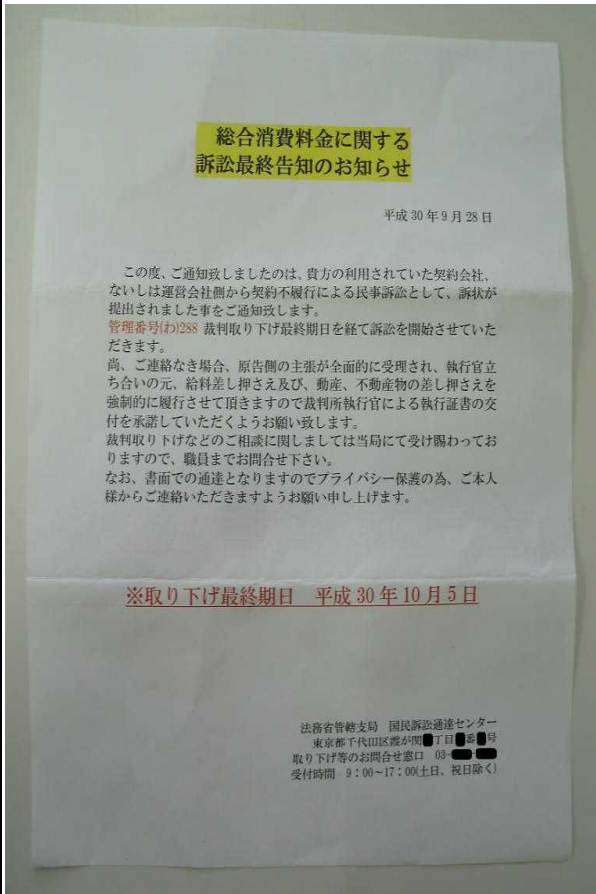 総合消費料金に関する
訴訟最終告知のお知らせ
平成30年9月28日
この度、ご通知致しましたのは、貴方の利用されていた契約会社、
ないしは運営会社側から契約不履行による民事訴訟として、訴状が
提出されました事をご通知致します。
管理番号(わ)288 裁判取り下げ最終期日を経て訴訟を開始させていた
だきます。
尚、ご連絡なき場合、原告側の主張が全面的に受理され、執行官立
ち合いの元、給料差し押さえ及び、動産、不動産物の差し押さえを
強制的に履行させて頂きますので裁判所執行官による執行証書の交
付を承諾していただくようお願い致します。
裁判取り下げなどのご相談に関しましては当局にて受け賜わってお
りますので、職員までお問合せ下さい。
なお、書面での通達となりますのでプライバシー保護の為、ご本人
様からご連絡いただきますようお願い申し上げます。
※取り下げ最終期日 平成30年10月5日
法務省管轄支局 国民訴訟通達センター
東京都千代田区霞が関 丁目 番 号
取り下げ等のお問合せ窓口 03- -
受付時間 9:00～17:00(土日、祝日除く)